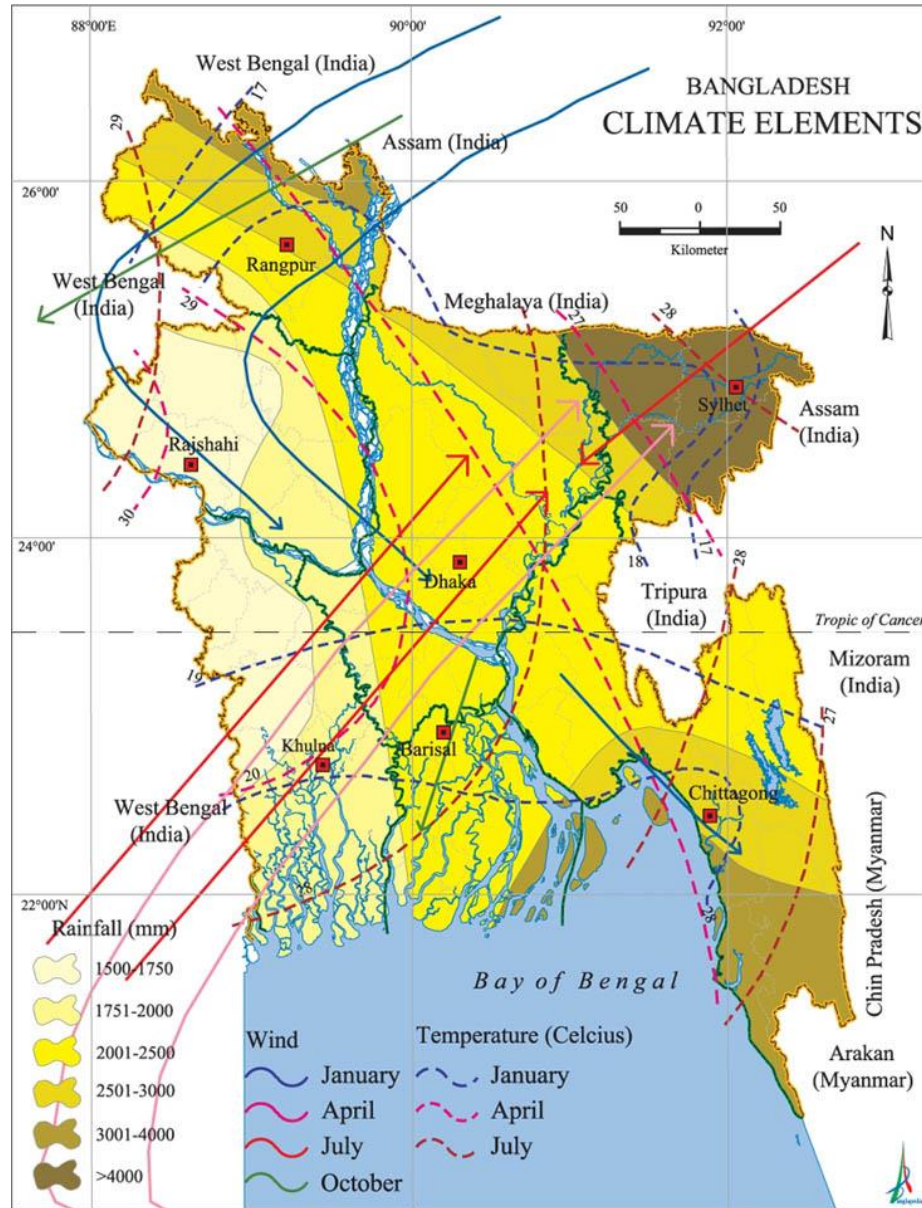 88°00'E
90°00'
92°00'
West Bengal (India)
17
BANGLADESH
CLIMATE ELEMENTS
29
Assam (India)
26°00'
50 0 50
Kilometer
N
Rangpur
West Bengal
(India)
29
Meghalaya (India)
27
28
Sylhet
Assam
(India)
Rajshahi
30
24°00'
Dhaka
18
17
28
Tripura
(India)
Tropic of Cancer
19
Mizoram
(India)
27
Khulna
Barisal
20
West Bengal
(India)
Chittagong
Chin Pradesh (Myanmar)
28
28
22°00'N
Rainfall (mm)
1500-1750
1751-2000
2001-2500
2501-3000
3001-4000
>4000
Bay of Bengal
Wind
January
April
July
October
Temperature (Celcius)
January
April
July
Arakan
(Myanmar)